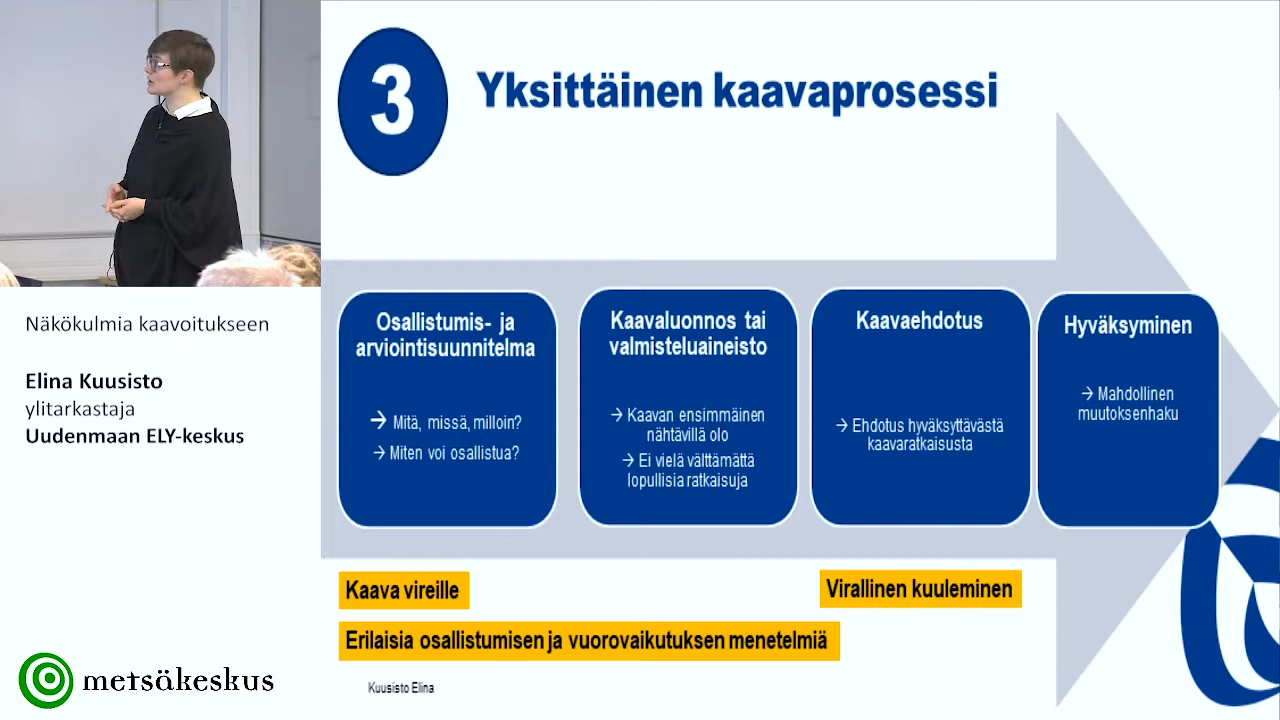 3
Yksittäinen kaavaprosessi
Osallistumis- ja
arviointisuunnitelma
→ Mitä, missä, milloin?
→ Miten voi osallistua?
Kaavaluonnos tai
valmisteluaineisto
→ Kaavan ensimmäinen
nähtävillä olo
→ Ei vielä välttämättä
lopullisia ratkaisuja
Kaavaehdotus
→ Ehdotus hyväksyttävästä
kaavaratkaisusta
Hyväksyminen
→ Mahdollinen
muutoksenhaku
Kaava vireille
Virallinen kuuleminen
Erilaisia osallistumisen ja vuorovaikutuksen menetelmiä
Kuusisto Elina
Näkökulmia kaavoitukseen
Elina Kuusisto
ylitarkastaja
Uudenmaan ELY-keskus
metsäkeskus